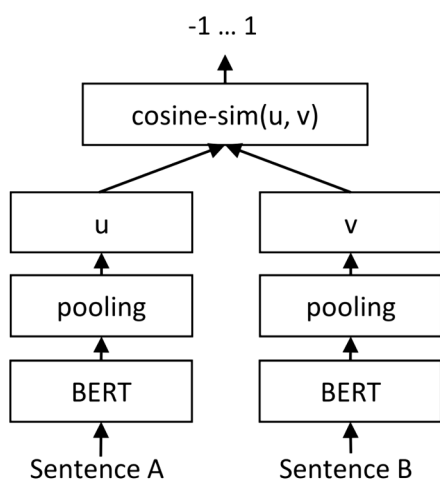 -1 ... 1
cosine-sim(u, v)
u
v
pooling
pooling
BERT
BERT
Sentence A
Sentence B